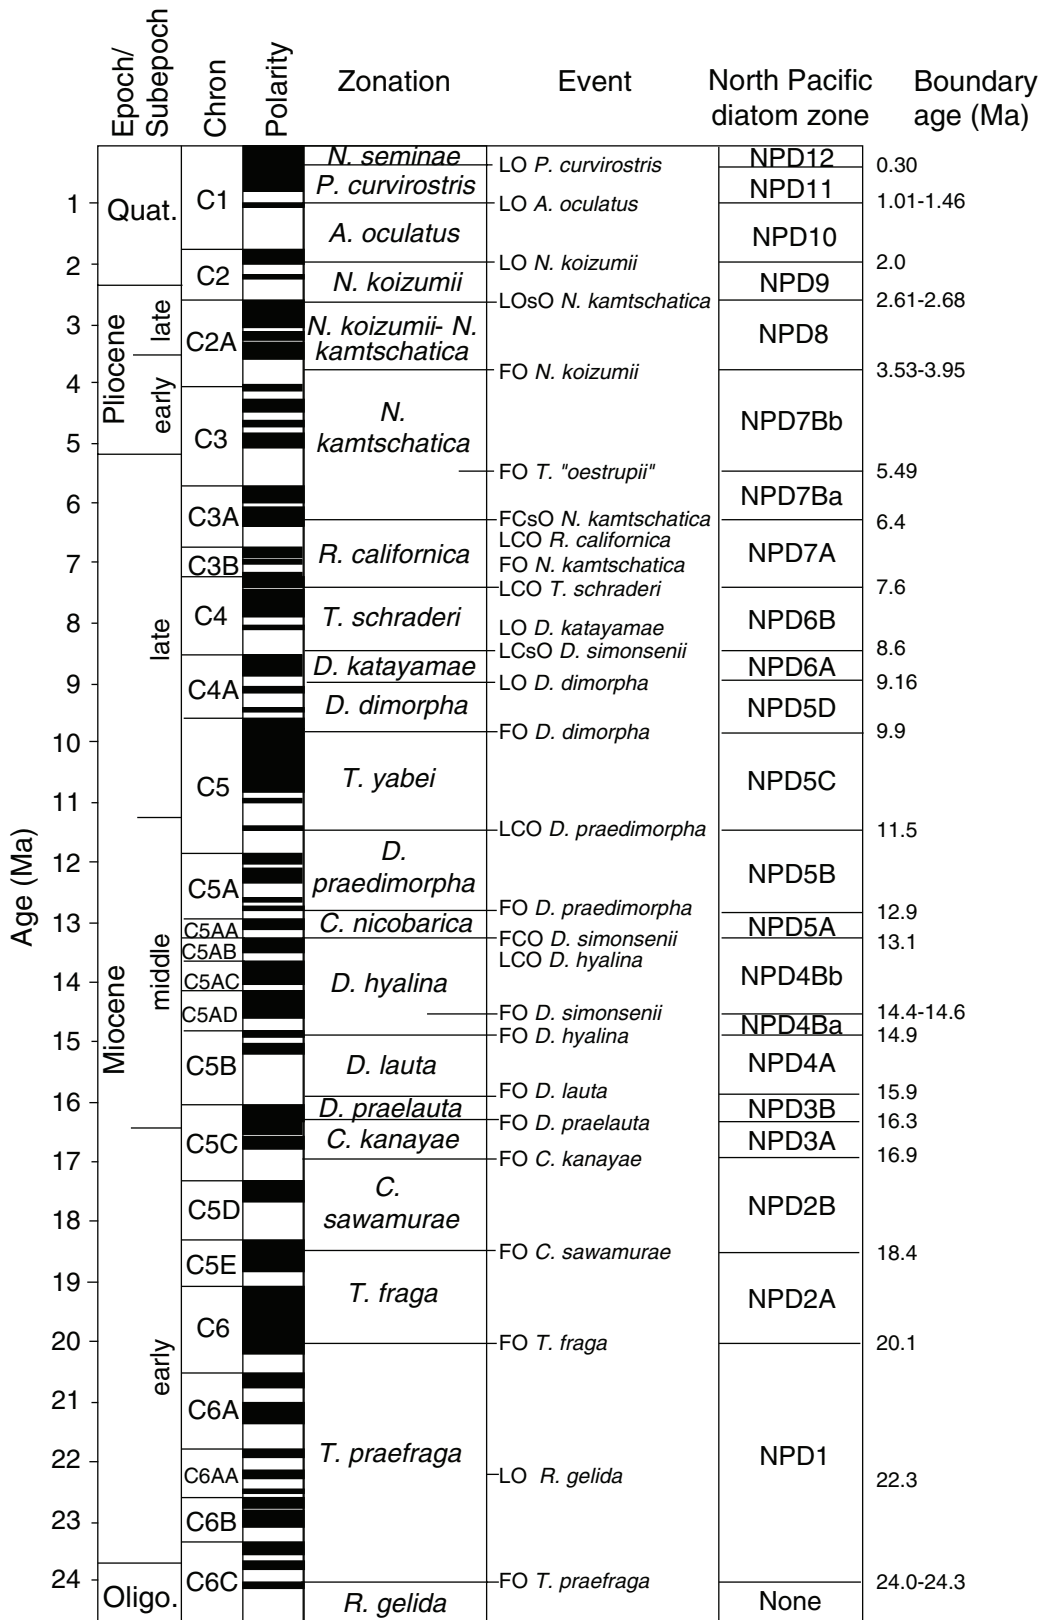 Epoch/
Subepoch
Chron
Polarity
Zonation
Event
North Pacific
diatom zone
Boundary
age (Ma)
Age (Ma)
1
2
3
4
5
6
7
8
9
10
11
12
13
14
15
16
17
18
19
20
21
22
23
24
Quat.
Pliocene
late
early
Miocene
late
middle
early
Oligo.
C1
C2
C2A
C3
C3A
C3B
C4
C4A
C5
C5A
C5AA
C5AB
C5AC
C5AD
C5B
C5C
C5D
C5E
C6
C6A
C6AA
C6B
C6C
N. seminae
P. curvirostris
A. oculatus
N. koizumii
N. koizumii- N.
kamtschatica
N.
kamtschatica
R. californica
T. schraderi
D. katayamae
D. dimorpha
T. yabei
D.
praedimorpha
C. nicobarica
D. hyalina
D. lauta
D. praelauta
C. kanayae
C.
sawamurae
T. fraga
T. praefraga
R. gelida
LO P. curvirostris
LO A. oculatus
LO N. koizumii
LOsO N. kamtschatica
FO N. koizumii
FO T. "oestrupii"
FCsO N. kamtschatica
LCO R. californica
FO N. kamtschatica
LCO T. schraderi
LO D. katayamae
LCsO D. simonsenii
LO D. dimorpha
FO D. dimorpha
LCO D. praedimorpha
FO D. praedimorpha
FCO D. simonsenii
LCO D. hyalina
FO D. simonsenii
FO D. hyalina
FO D. lauta
FO D. praelauta
FO C. kanayae
FO C. sawamurae
FO T. fraga
LO R. gelida
FO T. praefraga
NPD12
NPD11
NPD10
NPD9
NPD8
NPD7Bb
NPD7Ba
NPD7A
NPD6B
NPD6A
NPD5D
NPD5C
NPD5B
NPD5A
NPD4Bb
NPD4Ba
NPD4A
NPD3B
NPD3A
NPD2B
NPD2A
NPD1
None
0.30
1.01-1.46
2.0
2.61-2.68
3.53-3.95
5.49
6.4
7.6
8.6
9.16
9.9
11.5
12.9
13.1
14.4-14.6
14.9
15.9
16.3
16.9
18.4
20.1
22.3
24.0-24.3